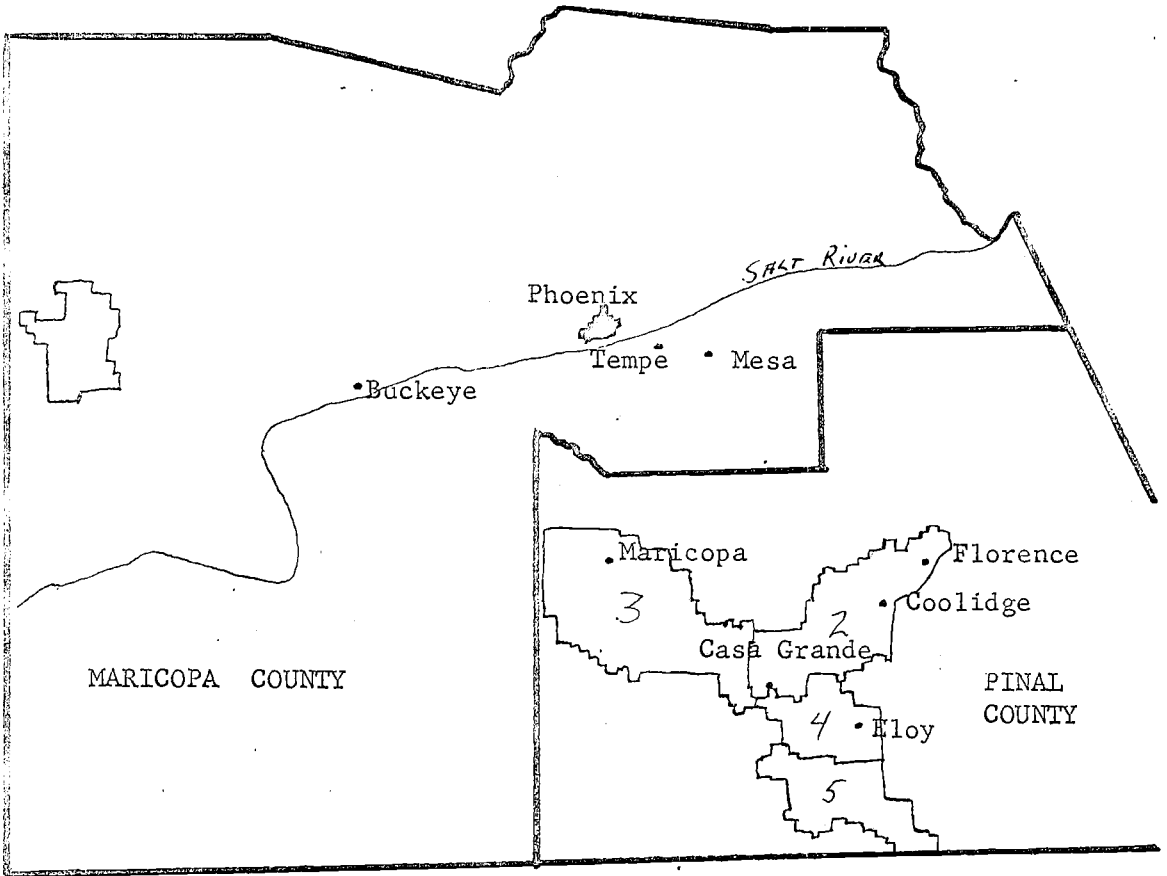 SALT RIVER
Phoenix
Tempe
Mesa
Buckeye
Maricopa
Florence
3
Coolidge
2
Casa Grande
MARICOPA COUNTY
PINAL
COUNTY
4
Eloy
5